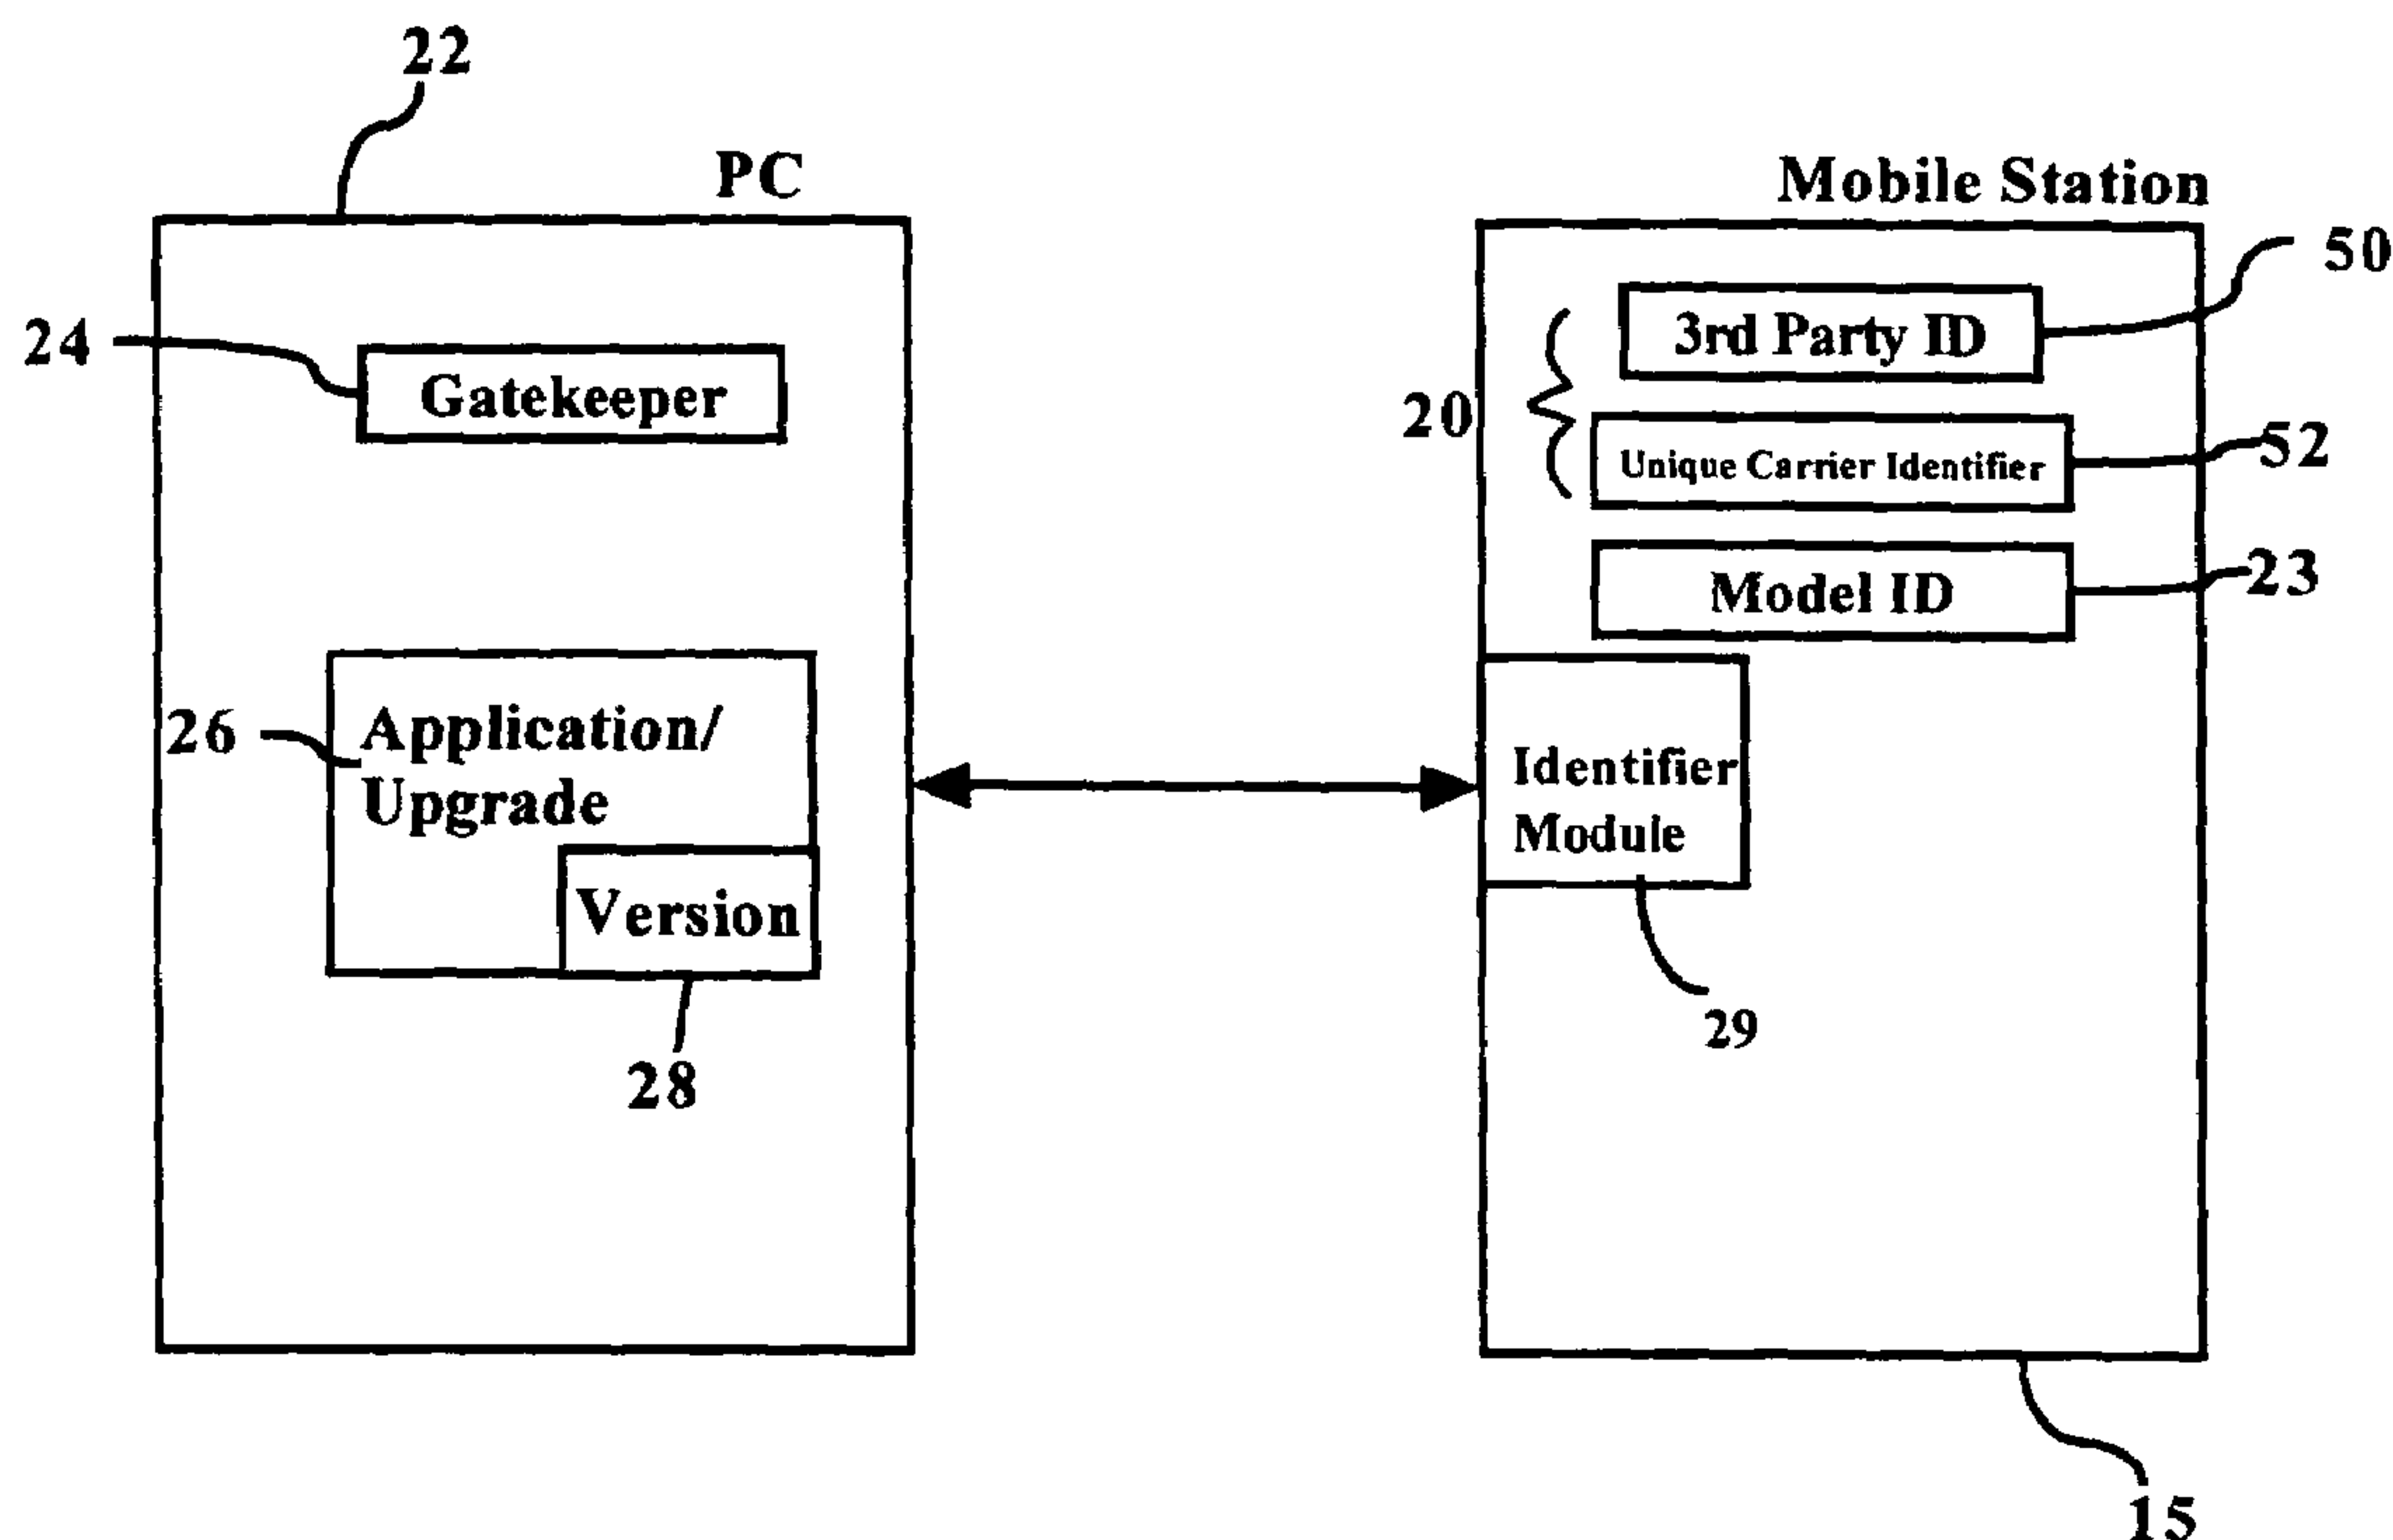 22
PC
Mobile Station
50
24
Gatekeeper
3rd Party ID
20
Unique Carrier Identifier
52
Model ID
23
26
Application/
Upgrade
Version
28
Identifier
Module
29
15